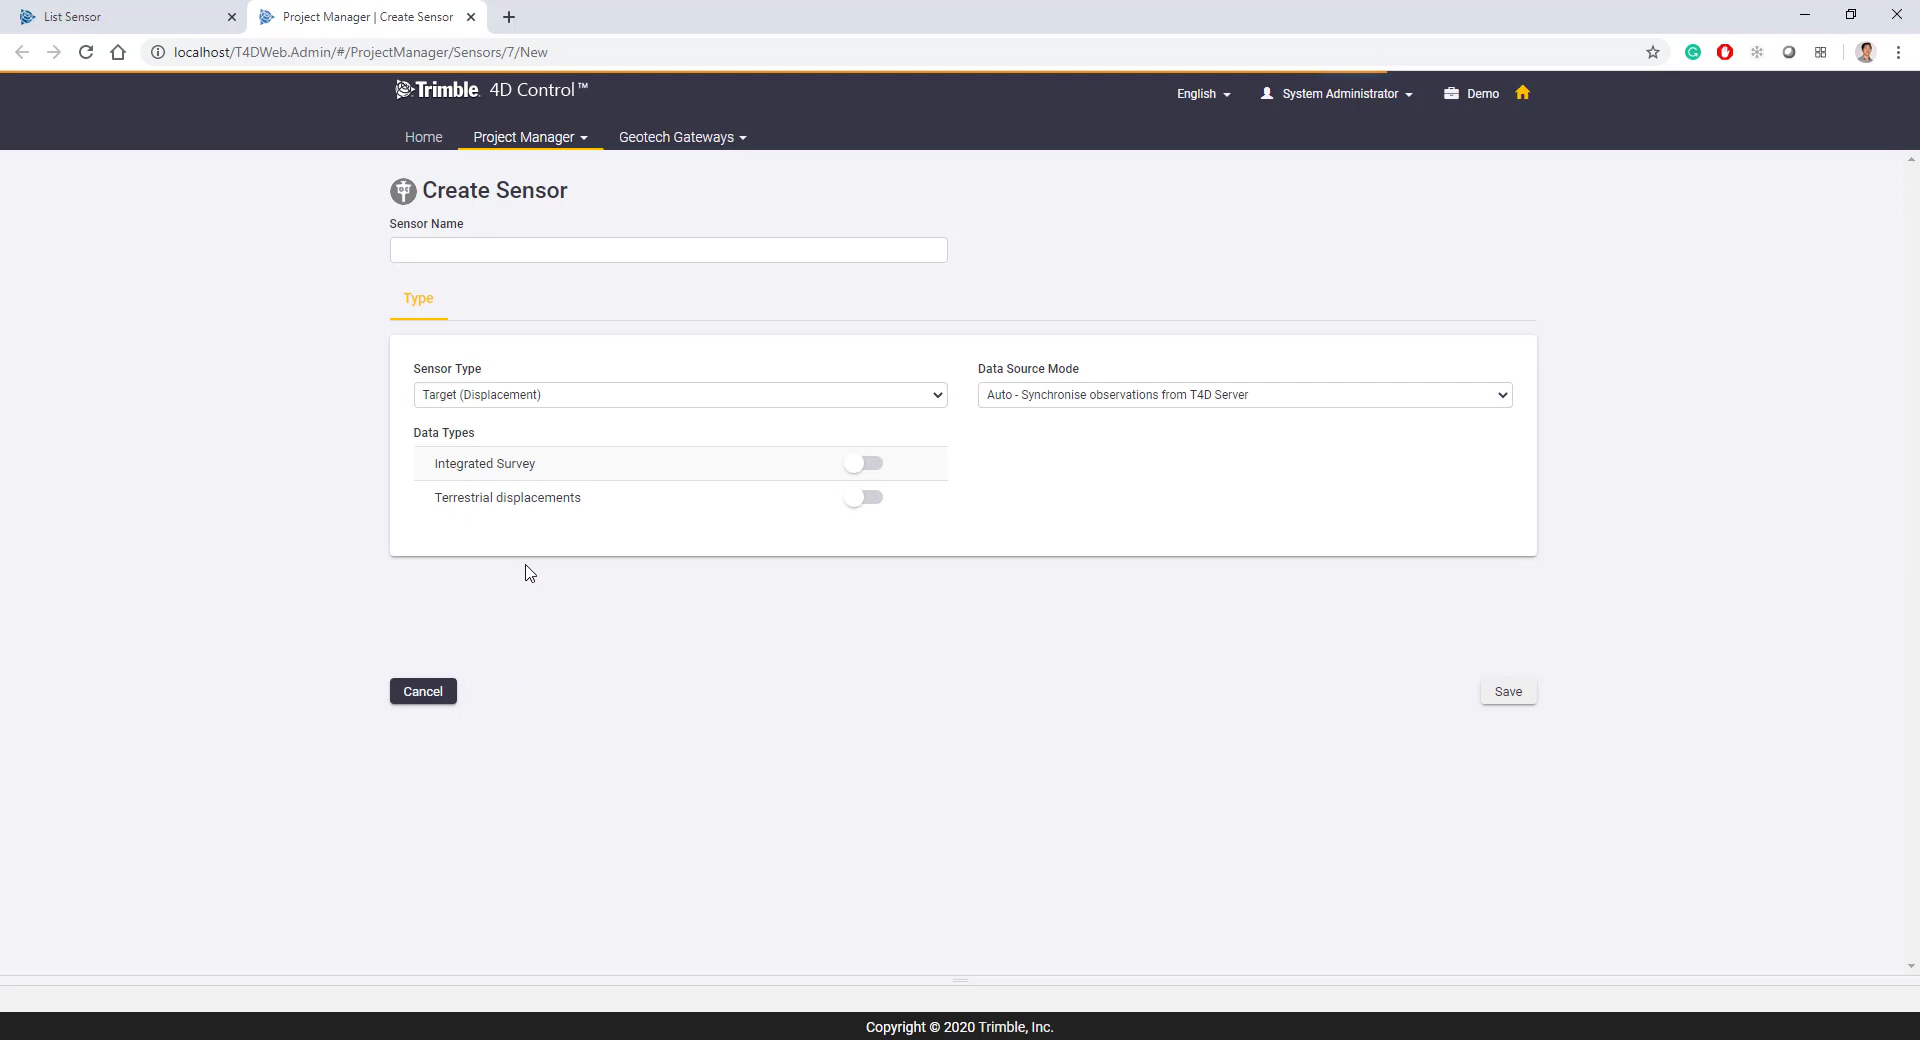 List Sensor
Project Manager | Create Sensor
localhost/T4DWeb.Admin/#/ProjectManager/Sensors/7/New
Trimble 4D Control™
English
System Administrator
Demo
Home
Project Manager
Geotech Gateways
Create Sensor
Sensor Name
Type
Sensor Type
Data Source Mode
Target (Displacement)
Auto - Synchronise observations from T4D Server
Data Types
Integrated Survey
Terrestrial displacements
Cancel
Save
Copyright © 2020 Trimble, Inc.